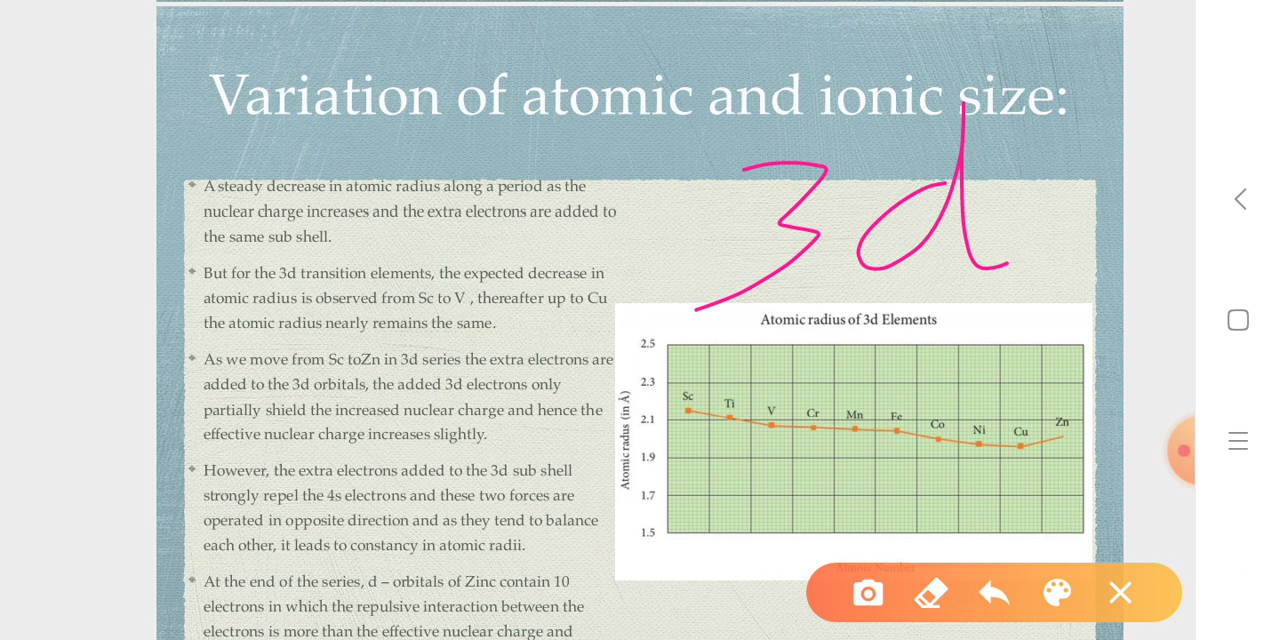 Variation of atomic and ionic size:
3d
A steady decrease in atomic radius along a period as the
nuclear charge increases and the extra electrons are added to
the same sub shell.
But for the 3d transition elements, the expected decrease in
atomic radius is observed from Sc to V , thereafter up to Cu
the atomic radius nearly remains the same.
As we move from Sc toZn in 3d series the extra electrons are
added to the 3d orbitals, the added 3d electrons only
partially shield the increased nuclear charge and hence the
effective nuclear charge increases slightly.
However, the extra electrons added to the 3d sub shell
strongly repel the 4s electrons and these two forces are
operated in opposite direction and as they tend to balance
each other, it leads to constancy in atomic radii.
At the end of the series, d – orbitals of Zinc contain 10
electrons in which the repulsive interaction between the
electrons is more than the effective nuclear charge and
Atomic radius of 3d Elements
Atomic radus (in Å)
2.5
2.3
2.1
1.9
1.7
1.5
Sc Ti V Cr Mn Fe Co Ni Cu Zn
Atmoic Number